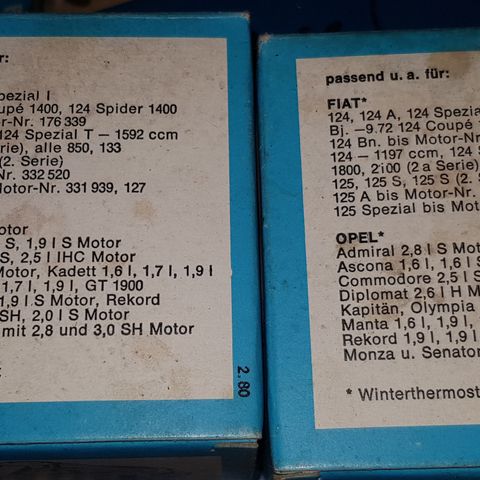 r:
pezial I
upé 1400, 124 Spider 1400
or-Nr. 176 339
124 Spezial T — 1592 ccm
erie), alle 850, 133
(2. Serie)
Nr. 332 520
Motor-Nr. 331 939, 127
otor
S, 1,9 l S Motor
S, 2,5 l IHC Motor
Motor, Kadett 1,6 l, 1,7 l, 1,9 l
1,7 l, 1,9 l, GT 1900
1,9 l S Motor, Rekord
SH, 2,0 l S Motor
mit 2,8 und 3,0 SH Motor
2.80
passend u. a. für:
FIAT*
124, 124 A, 124 Spezial
Bj. -9.72 124 Coupé 1
124 Bn. bis Motor-Nr.
124 — 1197 ccm, 124 S
1800, 2100 (2 a Serie)
125, 125 S, 125 S (2. S
125 A bis Motor-Nr.
125 Spezial bis Moto
OPEL*
Admiral 2,8 l S Mot
Ascona 1,6 l, 1,6 l S
Commodore 2,5 l S
Diplomat 2,6 l H M
Kapitän, Olympia
Manta 1,6 l, 1,9 l,
Rekord 1,9 l, 1,9 l
Monza u. Senator
* Winterthermost